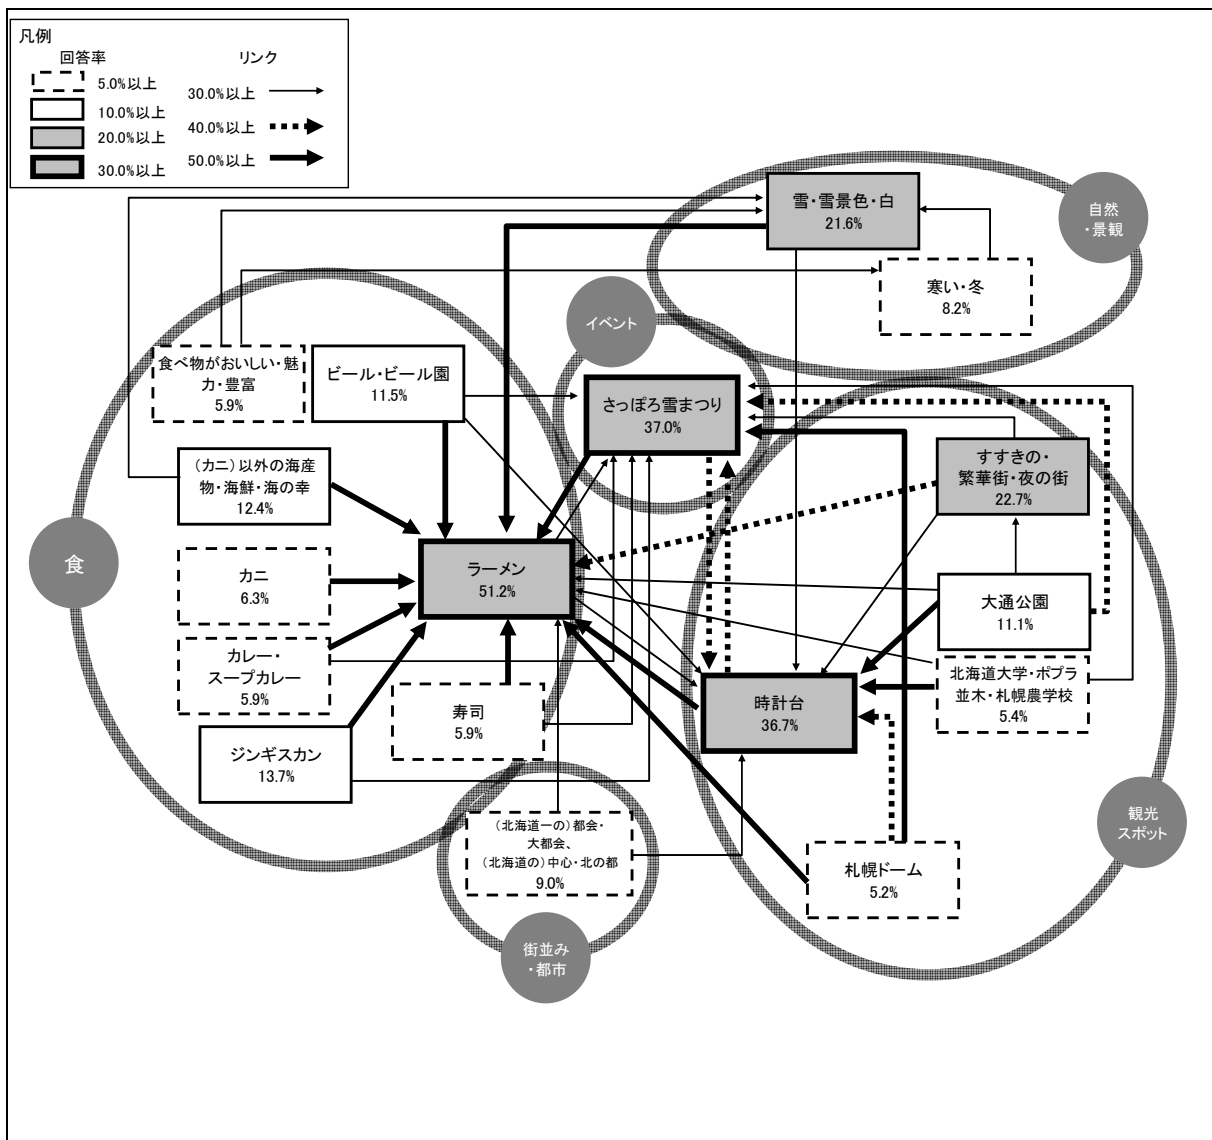 凡例
回答率
リンク
5.0%以上
10.0%以上
20.0%以上
30.0%以上
30.0%以上
40.0%以上
50.0%以上
自然
・景観
雪・雪景色・白
21.6%
寒い・冬
8.2%
イベント
さっぽろ雪まつり
37.0%
食べ物がおいしい・魅
力・豊富
5.9%
ビール・ビール園
11.5%
（カニ）以外の海産
物・海鮮・海の幸
12.4%
食
カニ
6.3%
カレー・
スープカレー
5.9%
ジンギスカン
13.7%
寿司
5.9%
ラーメン
51.2%
すすきの・
繁華街・夜の街
22.7%
大通公園
11.1%
北海道大学・ポプラ
並木・札幌農学校
5.4%
時計台
36.7%
札幌ドーム
5.2%
観光
スポット
（北海道一の）都会・
大都会、
（北海道の）中心・北の都
9.0%
街並み
・都市